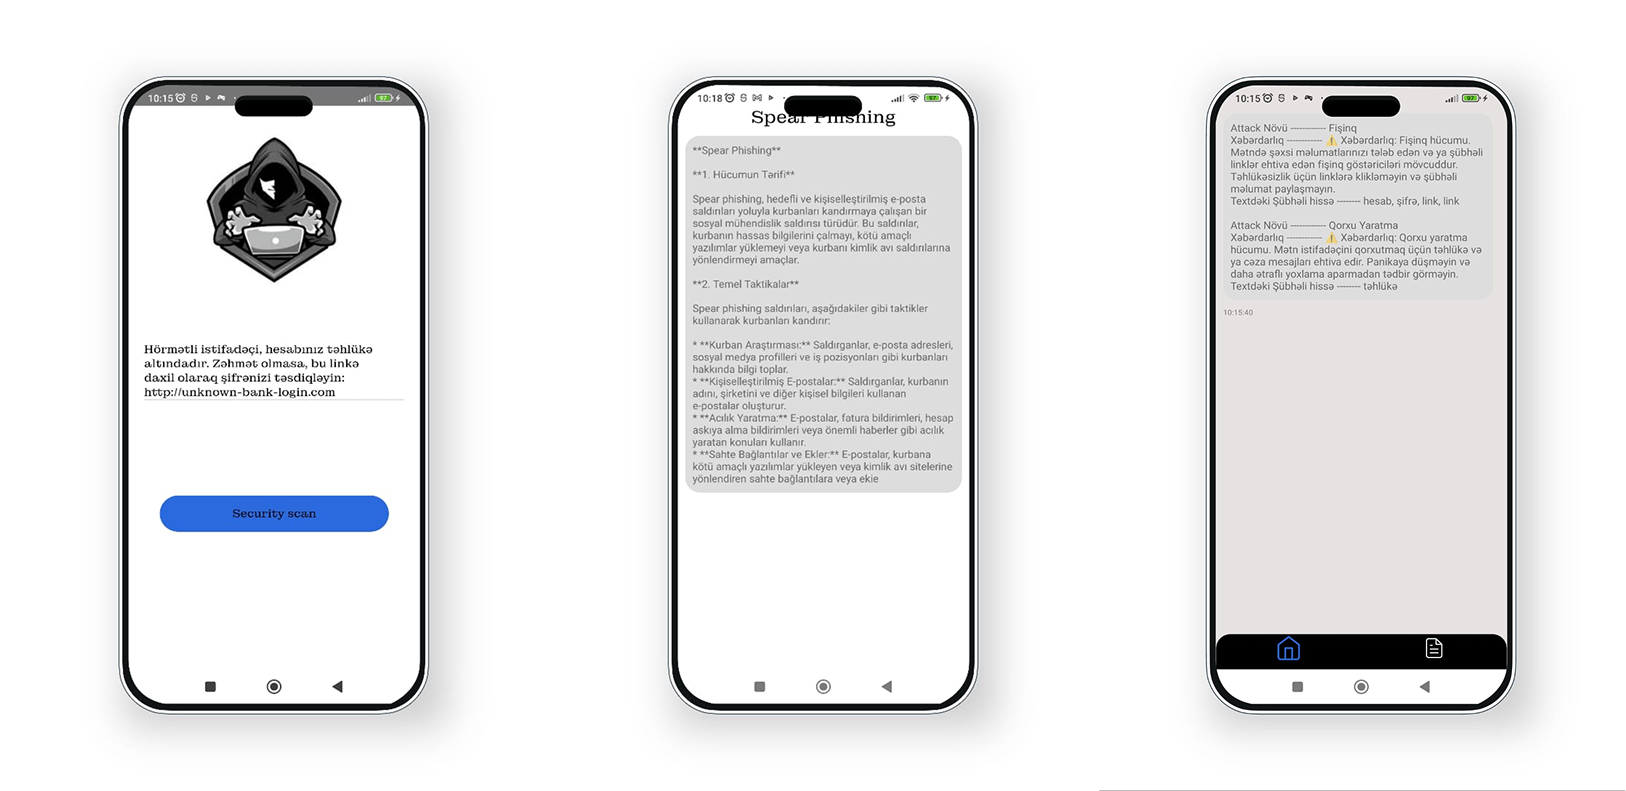 10:15
97
Hörmətli istifadəçi, hesabınız təhlükə
altındadır. Zəhmət olmasa, bu linkə
daxil olaraq şifrənizi təsdiqləyin:
http://unknown-bank-login.com
Security scan
10:18
97
Spear Phishing
**Spear Phishing**
**1. Hücumun Tərifi**
Spear phishing, hedefli ve kişiselleştirilmiş e-posta
saldırıları yoluyla kurbanları kandırmaya çalışan bir
sosyal mühendislik saldırısı türüdür. Bu saldırılar,
kurbanın hassas bilgilerini çalmayı, kötü amaçlı
yazılımlar yüklemeyi veya kurbanı kimlik avı saldırılarına
yönlendirmeyi amaçlar.
**2. Temel Taktikalar**
Spear phishing saldırıları, aşağıdakiler gibi taktikler
kullanarak kurbanları kandırır:
* **Kurban Araştırması:** Saldırganlar, e-posta adresleri,
sosyal medya profilleri ve iş pozisyonları gibi kurbanları
hakkında bilgi toplar.
* **Kişiselleştirilmiş E-postalar:** Saldırganlar, kurbanın
adını, şirketini ve diğer kişisel bilgileri kullanan
e-postalar oluşturur.
* **Acılık Yaratma:** E-postalar, fatura bildirimleri, hesap
askıya alma bildirimleri veya önemli haberler gibi acılık
yaratan konuları kullanır.
* **Sahte Bağlantılar ve Ekler:** E-postalar, kurbana
kötü amaçlı yazılımlar yükleyen veya kimlik avı sitelerine
yönlendiren sahte bağlantılara veya ekle
10:15
97
Attack Növü ------------ Fişinq
Xəbərdarlıq ------------ ⚠️ Xəbərdarlıq: Fişinq hücumu.
Mətndə şəxsi məlumatlarınızı tələb edən və ya şübhəli
linklər ehtiva edən fişinq göstəriciləri mövcuddur.
Təhlükəsizlik üçün linklərə klikləməyin və şübhəli
məlumat paylaşmayın.
Textdəki Şübhəli hissə -------- hesab, şifrə, link, link
Attack Növü ------------ Qorxu Yaratma
Xəbərdarlıq ------------ ⚠️ Xəbərdarlıq: Qorxu yaratma
hücumu. Mətn istifadəçini qorxutmaq üçün təhlükə və
ya cəza mesajları ehtiva edir. Panikaya düşməyin və
daha ətraflı yoxlama aparmadan tədbir görməyin.
Textdəki Şübhəli hissə -------- təhlükə
10:15:40